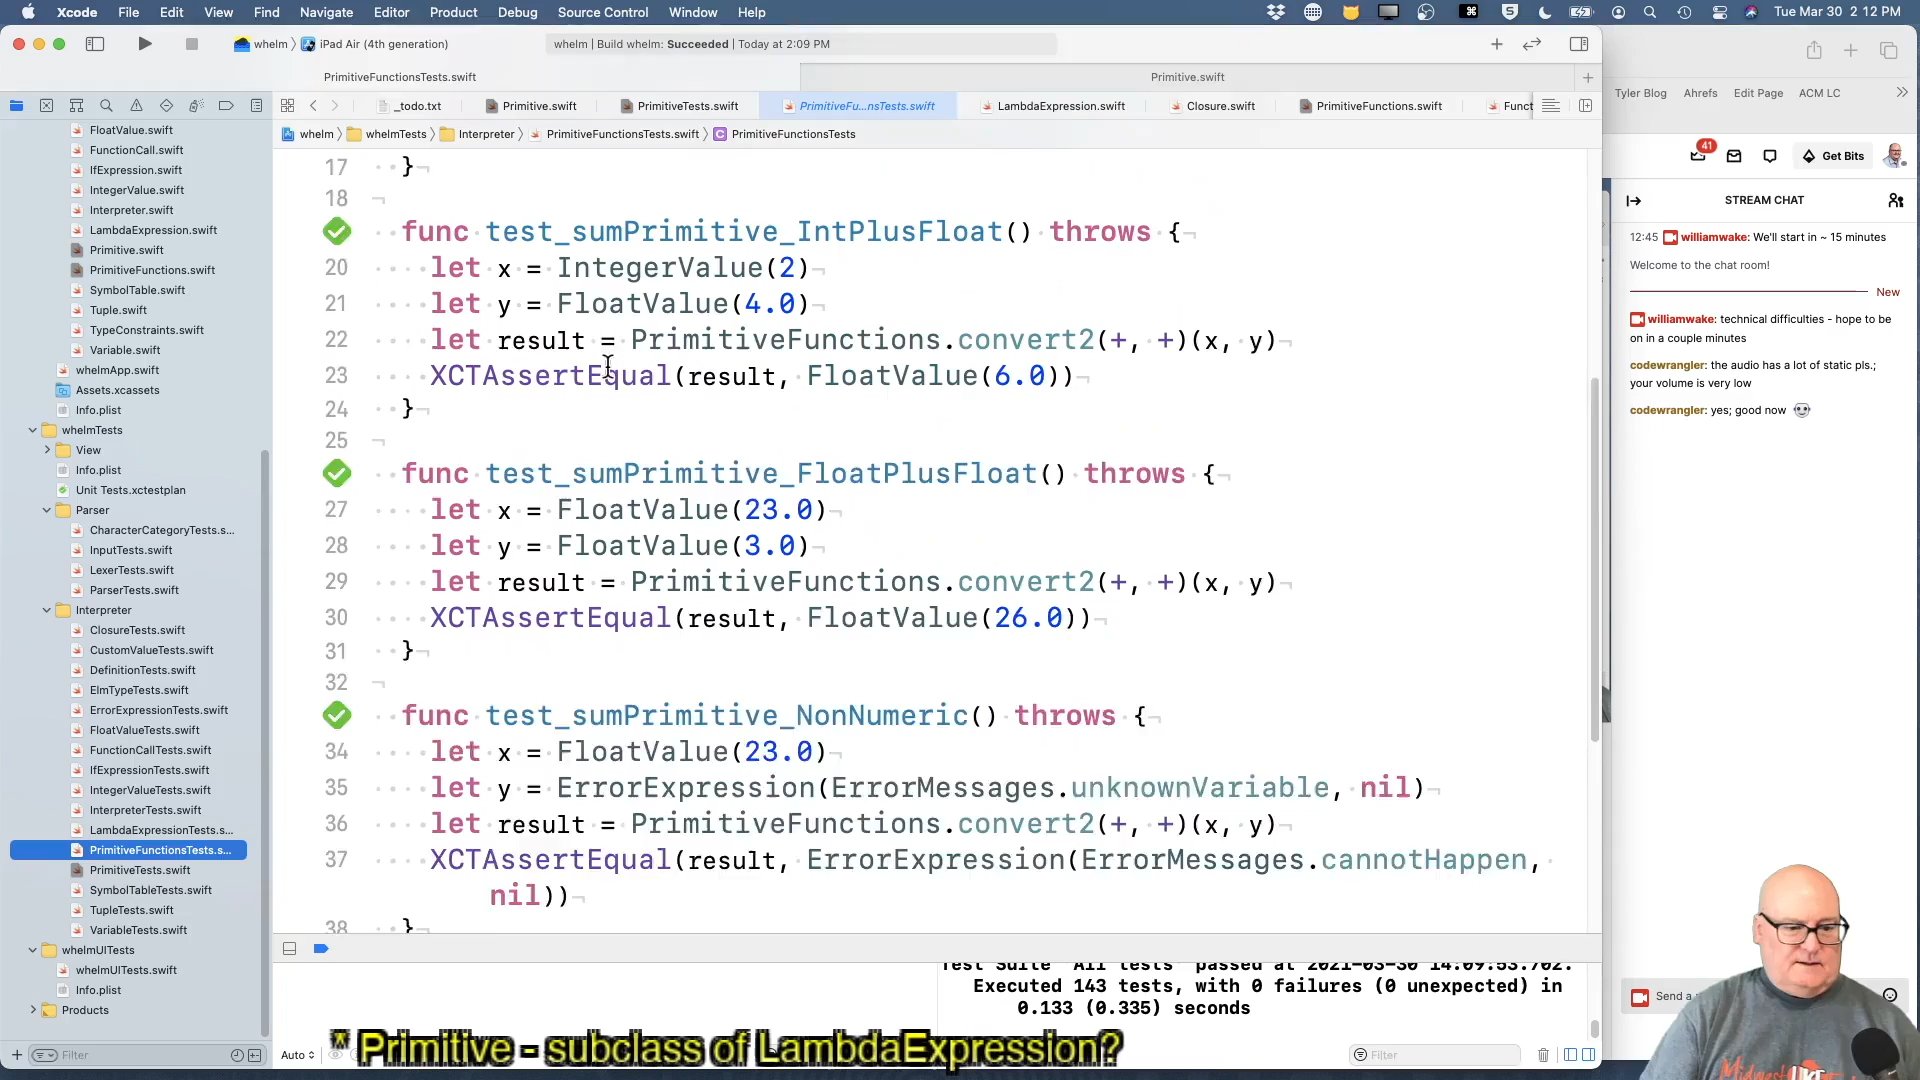 Xcode File Edit View Find Navigate Editor Product Debug Source Control Window Help Tue Mar 30 2 12 PM
whelm iPad Air (4th generation) whelm | Build whelm: Succeeded | Today at 2:09 PM
PrimitiveFunctionsTests.swift Primitive.swift
_todo.txt Primitive.swift PrimitiveTests.swift PrimitiveFu...nsTests.swift LambdaExpression.swift Closure.swift PrimitiveFunctions.swift Funct
whelm whelmTests Interpreter PrimitiveFunctionsTests.swift PrimitiveFunctionsTests
FloatValue.swift
FunctionCall.swift
IfExpression.swift
IntegerValue.swift
Interpreter.swift
LambdaExpression.swift
Primitive.swift
PrimitiveFunctions.swift
SymbolTable.swift
Tuple.swift
TypeConstraints.swift
Variable.swift
whelmApp.swift
Assets.xcassets
Info.plist
whelmTests
View
Info.plist
Unit Tests.xctestplan
Parser
CharacterCategoryTests.s...
InputTests.swift
LexerTests.swift
ParserTests.swift
Interpreter
ClosureTests.swift
CustomValueTests.swift
DefinitionTests.swift
ElmTypeTests.swift
ErrorExpressionTests.swift
FloatValueTests.swift
FunctionCallTests.swift
IfExpressionTests.swift
IntegerValueTests.swift
InterpreterTests.swift
LambdaExpressionTests.s...
PrimitiveFunctionsTests.s...
PrimitiveTests.swift
SymbolTableTests.swift
TupleTests.swift
VariableTests.swift
whelmUITests
whelmUITests.swift
Info.plist
Products
Filter
17 }
18
func test_sumPrimitive_IntPlusFloat() throws {
20 let x = IntegerValue(2)
21 let y = FloatValue(4.0)
22 let result = PrimitiveFunctions.convert2(+, +)(x, y)
23 XCTAssertEqual(result, FloatValue(6.0))
24 }
25
func test_sumPrimitive_FloatPlusFloat() throws {
27 let x = FloatValue(23.0)
28 let y = FloatValue(3.0)
29 let result = PrimitiveFunctions.convert2(+, +)(x, y)
30 XCTAssertEqual(result, FloatValue(26.0))
31 }
32
func test_sumPrimitive_NonNumeric() throws {
34 let x = FloatValue(23.0)
35 let y = ErrorExpression(ErrorMessages.unknownVariable, nil)
36 let result = PrimitiveFunctions.convert2(+, +)(x, y)
37 XCTAssertEqual(result, ErrorExpression(ErrorMessages.cannotHappen,
nil))
38 }
Test Suite 'All tests' passed at 2021-03-30 14:09:53.702.
Executed 143 tests, with 0 failures (0 unexpected) in
0.133 (0.335) seconds
Auto
Filter
* Primitive - subclass of LambdaExpression?
Tyler Blog Ahrefs Edit Page ACM LC
41 Get Bits
STREAM CHAT
12:45 williamwake: We'll start in ~ 15 minutes
Welcome to the chat room!
New
williamwake: technical difficulties - hope to be
on in a couple minutes
codewrangler: the audio has a lot of static pls.;
your volume is very low
codewrangler: yes; good now
Send a
Midwest